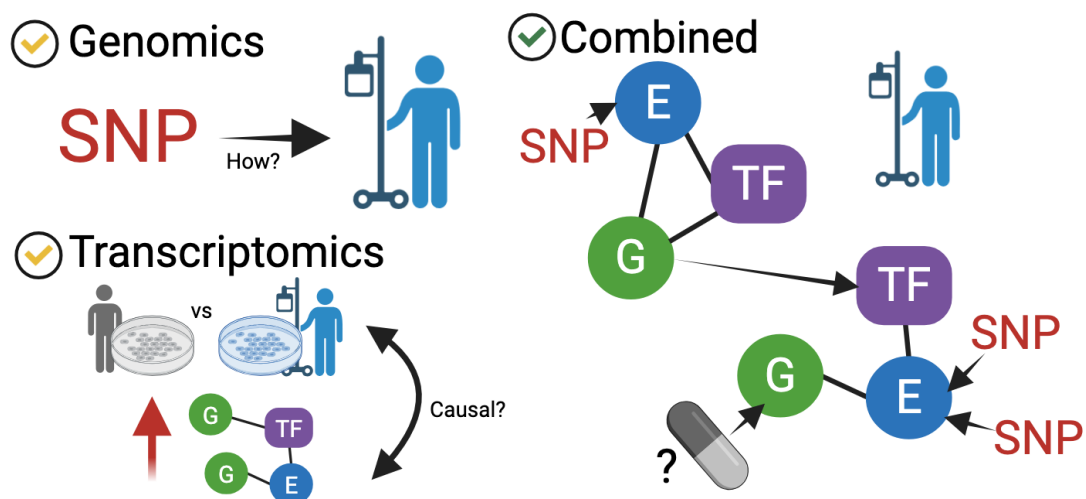 Genomics
SNP
How?
Transcriptomics
vs
G
TF
G
E
Causal?
Combined
E
SNP
TF
G
TF
SNP
G
E
SNP
?